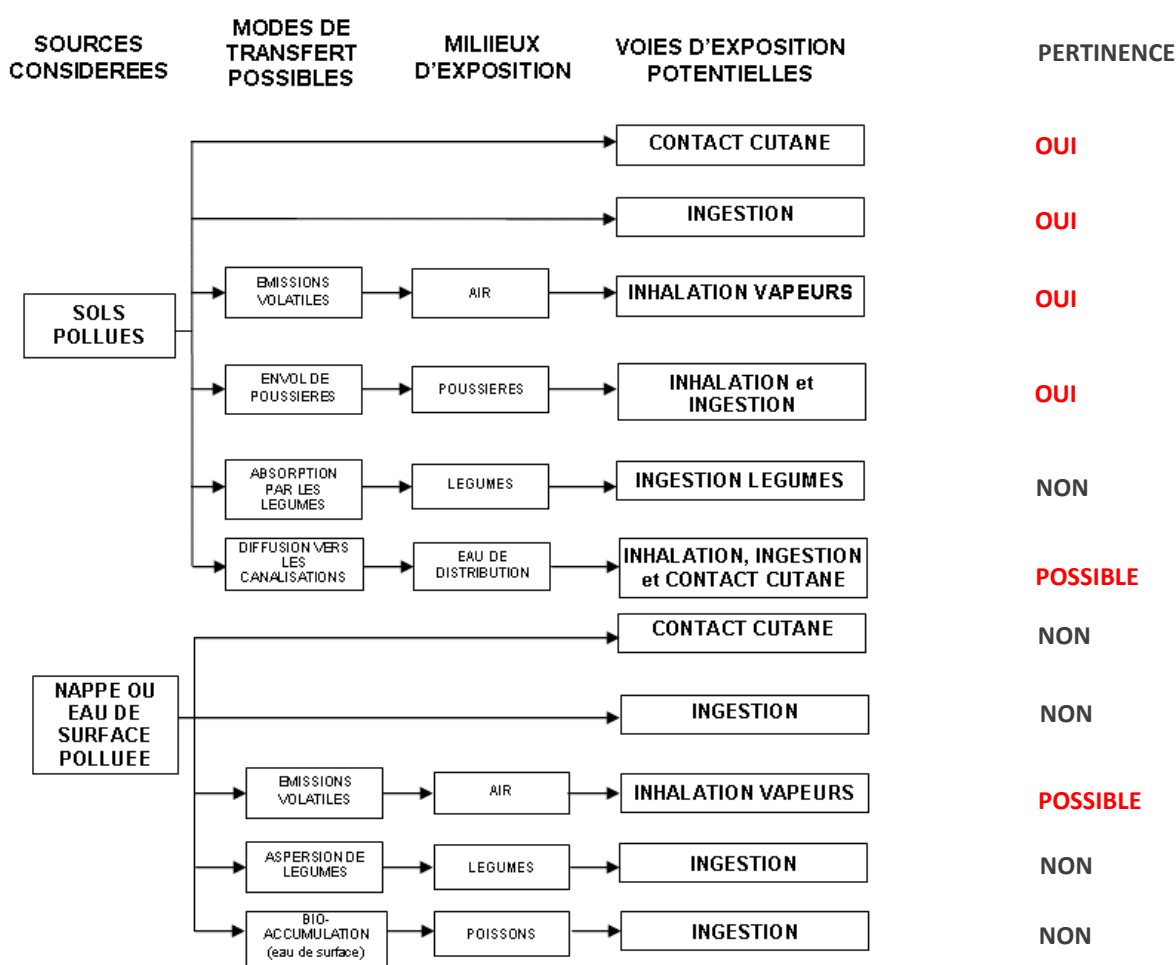 SOURCES
CONSIDEREES
MODES DE
TRANSFERT
POSSIBLES
MILIIEUX
D'EXPOSITION
VOIES D'EXPOSITION
POTENTIELLES
PERTINENCE
CONTACT CUTANE
OUI
INGESTION
OUI
SOLS
POLLUES
EMISSIONS
VOLATILES
AIR
INHALATION VAPEURS
OUI
ENVOL DE
POUSSIERES
POUSSIERES
INHALATION et
INGESTION
OUI
ABSORPTION
PAR LES
LEGUMES
LEGUMES
INGESTION LEGUMES
NON
DIFFUSION VERS
LES
CANALISATIONS
EAU DE
DISTRIBUTION
INHALATION, INGESTION
et CONTACT CUTANE
POSSIBLE
NAPPE OU
EAU DE
SURFACE
POLLUEE
CONTACT CUTANE
NON
INGESTION
NON
EMISSIONS
VOLATILES
AIR
INHALATION VAPEURS
POSSIBLE
ASPERSION DE
LEGUMES
LEGUMES
INGESTION
NON
BIO-
ACCUMULATION
(eau de surface)
POISSONS
INGESTION
NON